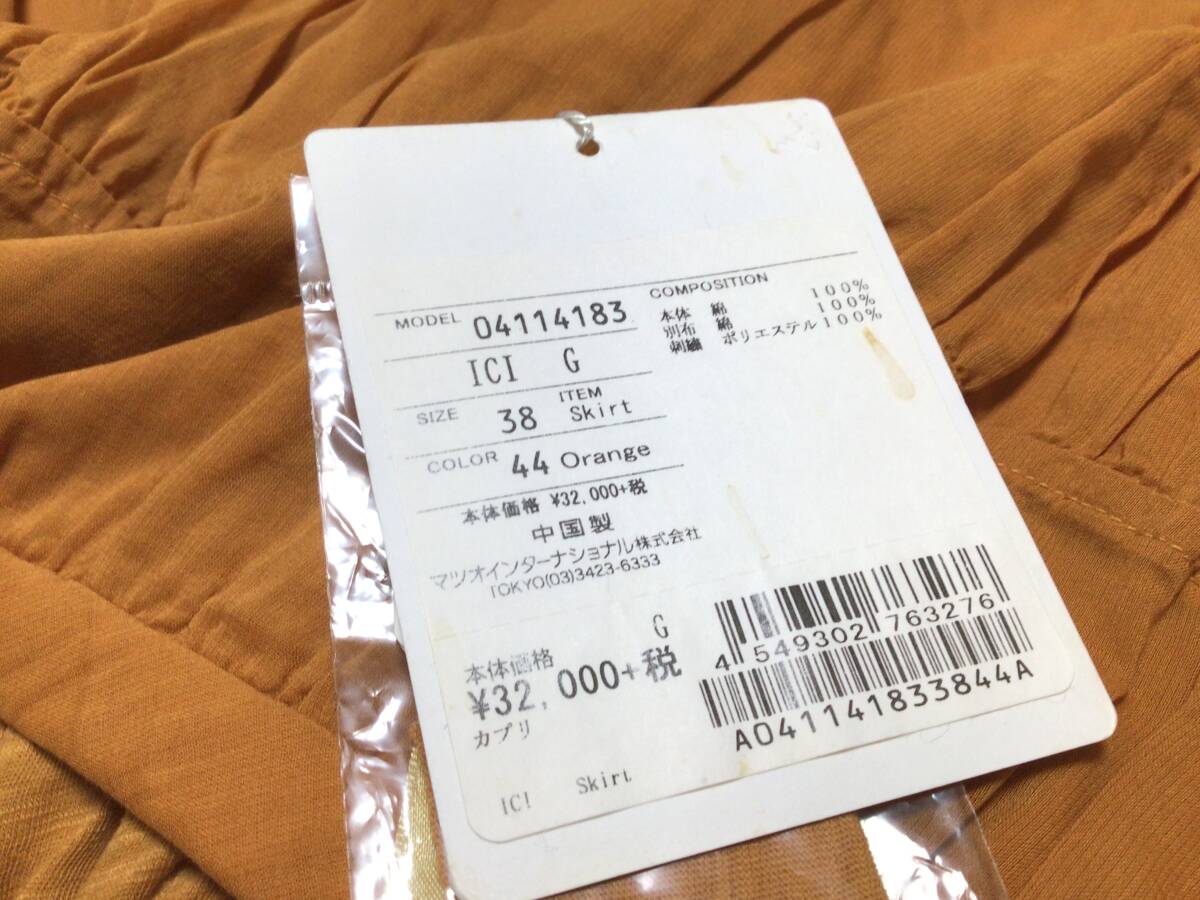 MODEL 04114183
ICI G
SIZE 38 ITEM Skirt
COLOR 44 Orange
本体価格 ¥32,000+税
中国製
マツオインターナショナル株式会社
TOKYO(03)3423-6333
COMPOSITION
本体 綿 100%
別布 綿 100%
刺繍 ポリエステル100%
G
本体価格
¥32,000+税
カプリ
ICI Skirt
4 549302 763276
A041141833844A